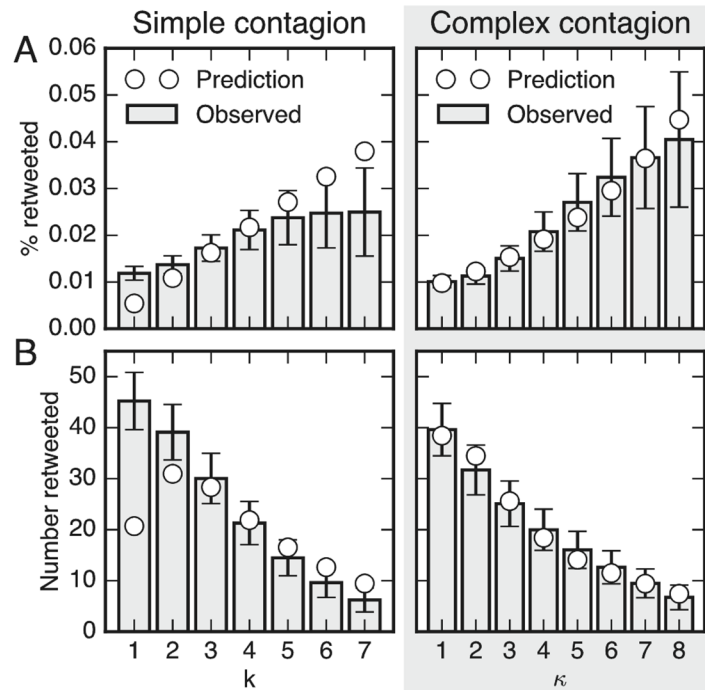 Simple contagion
Complex contagion
A
% retweeted
0.06
0.05
0.04
0.03
0.02
0.01
0.00
Prediction
Observed
Prediction
Observed
B
Number retweeted
50
40
30
20
10
0
1 2 3 4 5 6 7
k
1 2 3 4 5 6 7 8
κ